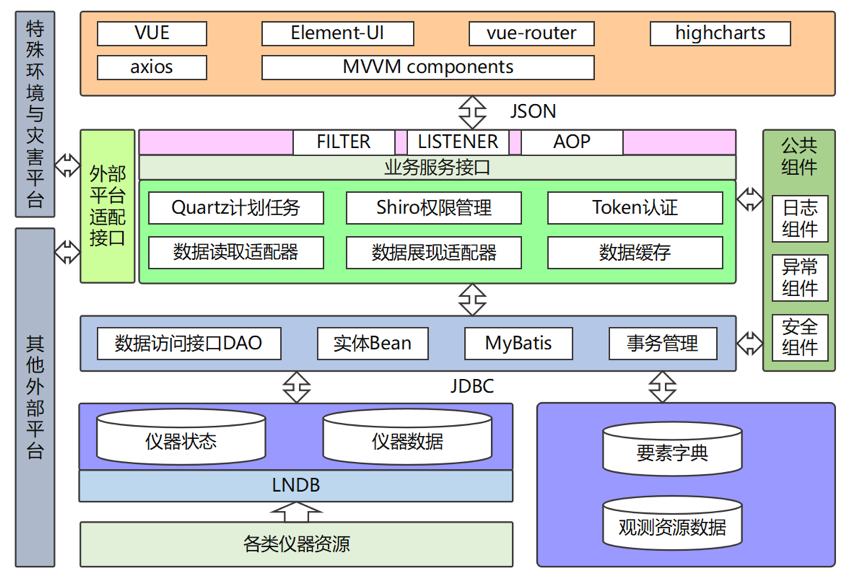 特
殊
环
境
与
灾
害
平
台
其
他
外
部
平
台
VUE
Element-UI
vue-router
highcharts
axios
MVVM components
JSON
外部
平台
适配
接口
FILTER
LISTENER
AOP
业务服务接口
Quartz计划任务
Shiro权限管理
Token认证
数据读取适配器
数据展现适配器
数据缓存
公共
组件
日志
组件
异常
组件
安全
组件
数据访问接口DAO
实体Bean
MyBatis
事务管理
JDBC
仪器状态
仪器数据
LNDB
各类仪器资源
要素字典
观测资源数据